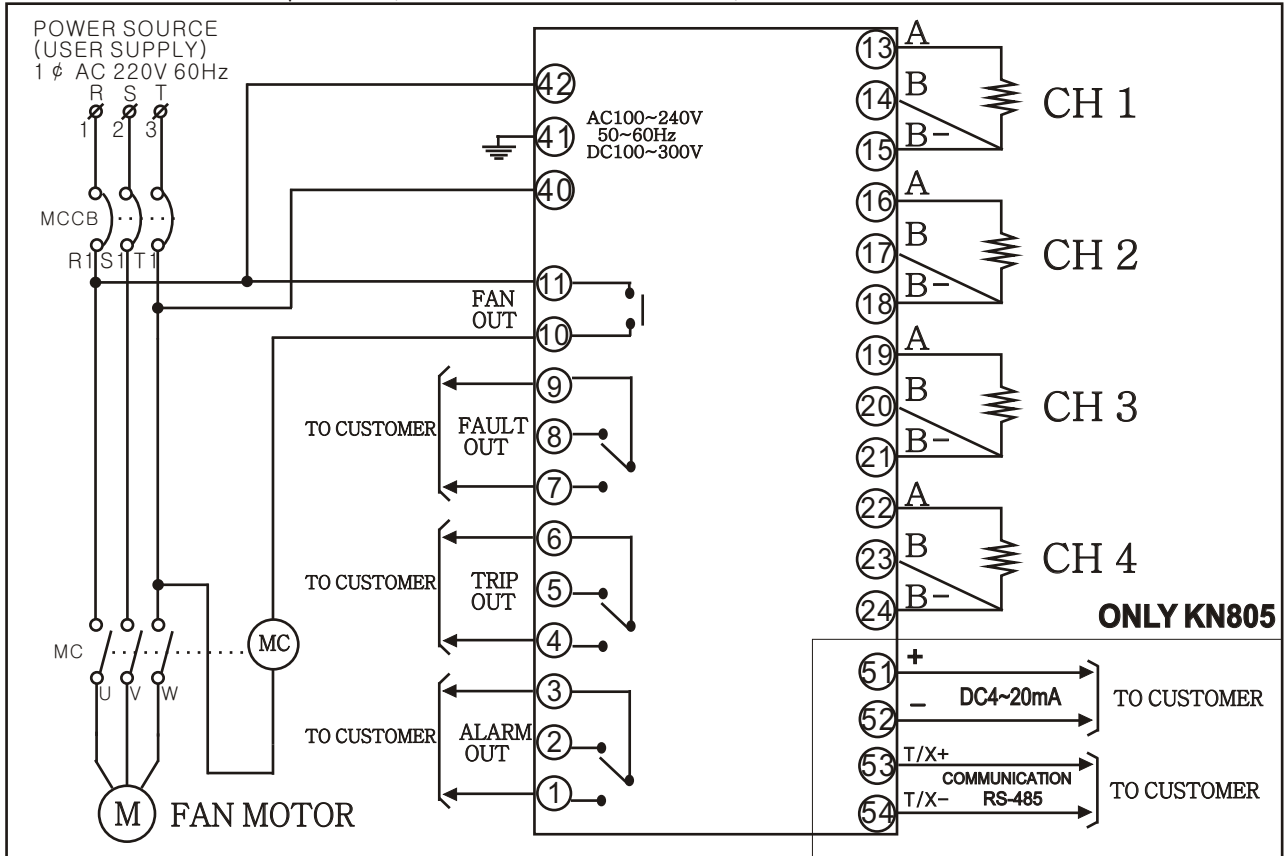 POWER SOURCE
(USER SUPPLY)
1 ¢ AC 220V 60Hz
R S T
1 2 3
MCCB
R1 S1 T1
MC
U V W
M FAN MOTOR
MC
42
41
40
AC100~240V
50~60Hz
DC100~300V
11
FAN
OUT
10
9
TO CUSTOMER
FAULT
OUT
8
7
6
TO CUSTOMER
TRIP
OUT
5
4
3
TO CUSTOMER
ALARM
OUT
2
1
13 A
14 B
15 B-
CH 1
16 A
17 B
18 B-
CH 2
19 A
20 B
21 B-
CH 3
22 A
23 B
24 B-
CH 4
ONLY KN805
51 +
DC4~20mA
52 -
TO CUSTOMER
53 T/X+
COMMUNICATION
RS-485
54 T/X-
TO CUSTOMER